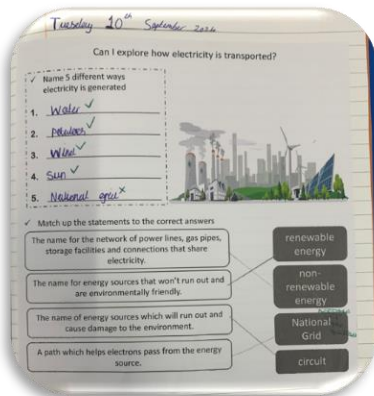 Tuesday 10th September 2024
Can I explore how electricity is transported?
✓ Name 5 different ways
electricity is generated
1. Water ✓
2. ✓
3. Wind ✓
4. Sun ✓
5. National grid ×
✓ Match up the statements to the correct answers
The name for the network of power lines, gas pipes,
storage facilities and connections that share
electricity.
The name for energy sources that won't run out and
are environmentally friendly.
The name of energy sources which will run out and
cause damage to the environment.
A path which helps electrons pass from the energy
source.
renewable
energy
non-
renewable
energy
National
Grid
circuit